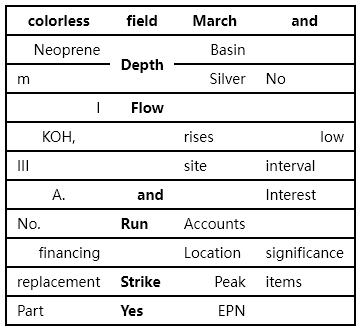 colorless field March and
Neoprene Depth Basin
m Silver No
I Flow
KOH, rises low
III site interval
A. and Interest
No. Run Accounts
financing Location significance
replacement Strike Peak items
Part Yes EPN